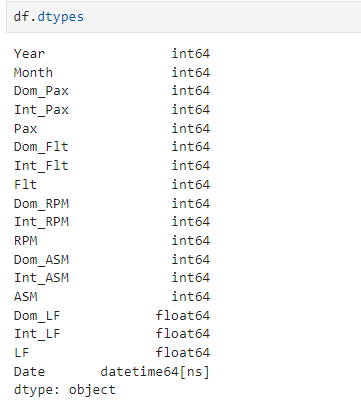 df.dtypes
Year int64
Month int64
Dom_Pax int64
Int_Pax int64
Pax int64
Dom_Flt int64
Int_Flt int64
Flt int64
Dom_RPM int64
Int_RPM int64
RPM int64
Dom_ASM int64
Int_ASM int64
ASM int64
Dom_LF float64
Int_LF float64
LF float64
Date datetime64[ns]
dtype: object